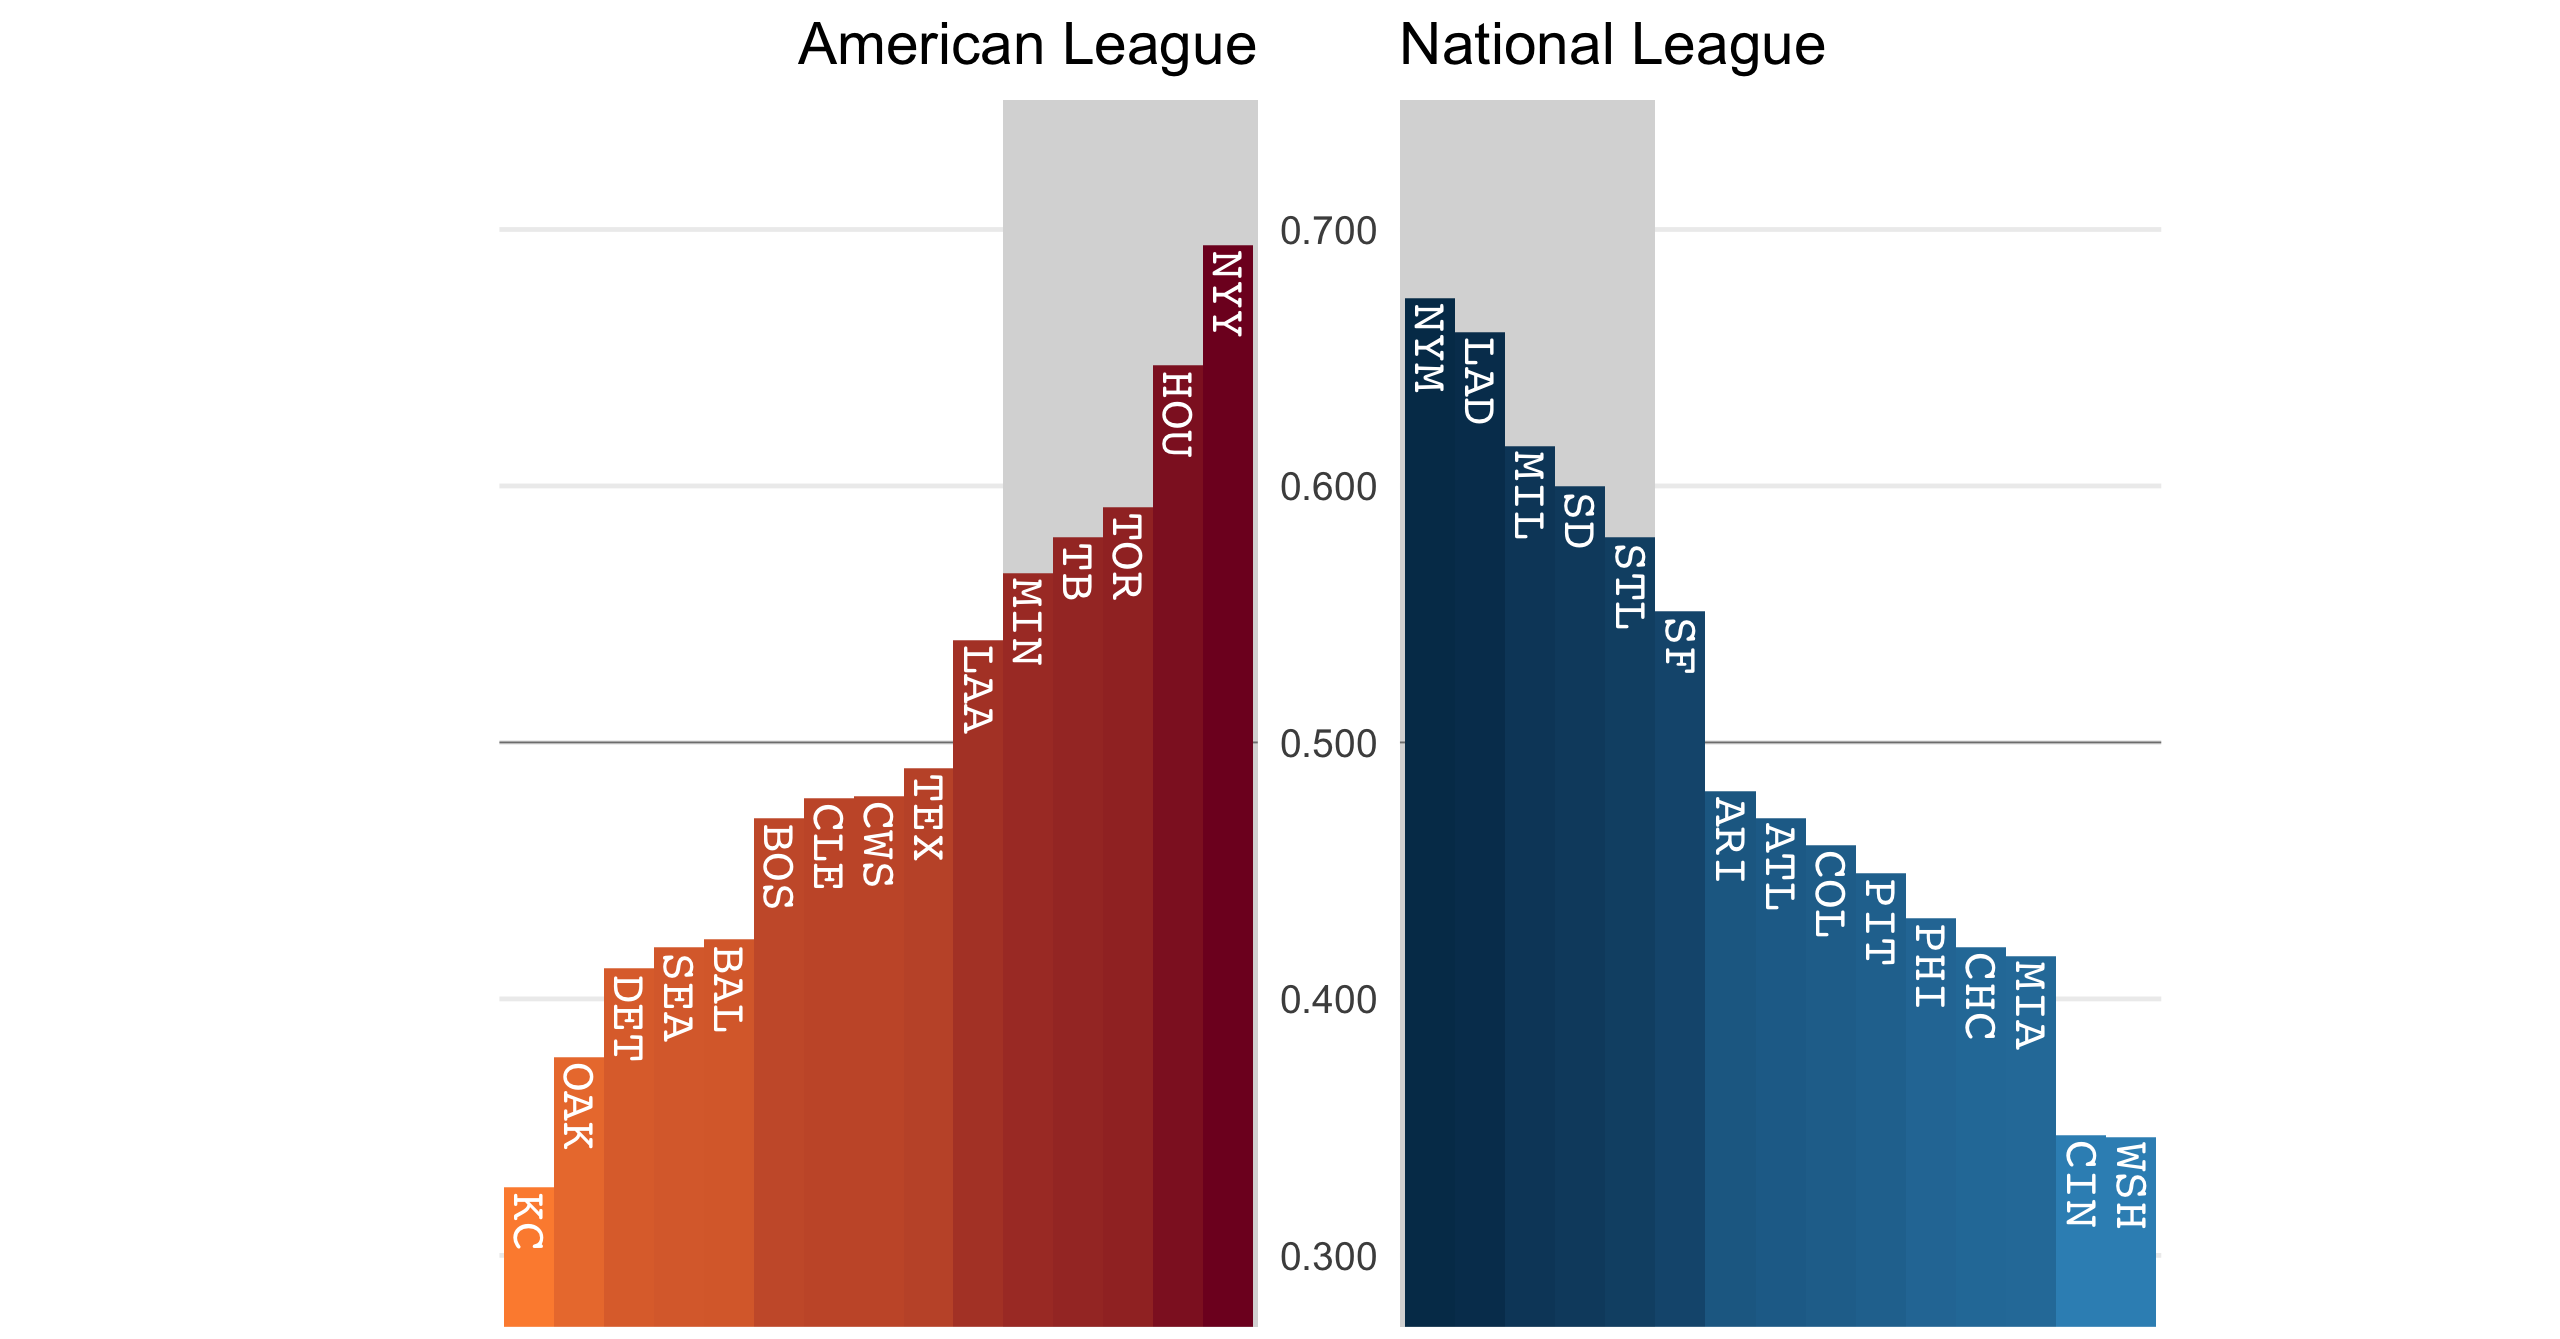 American League
National League
0.700
0.600
0.500
0.400
0.300
KC
OAK
DET
SEA
BAL
BOS
CLE
CWS
TEX
LAA
MIN
TB
TOR
HOU
NYY
NYM
LAD
MIL
SD
STL
SF
ARI
ATL
COL
PIT
PHI
CHC
MIA
CIN
WSH